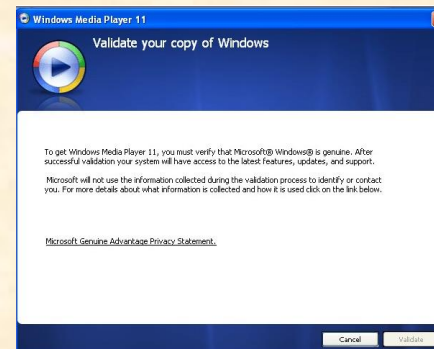 Windows Media Player 11
Validate your copy of Windows
To get Windows Media Player 11, you must verify that Microsoft® Windows® is genuine. After
successful validation your system will have access to the latest features, updates, and support.
Microsoft will not use the information collected during the validation process to identify or contact
you. For more details about what information is collected and how it is used click on the link below.
Microsoft Genuine Advantage Privacy Statement.
Cancel Validate